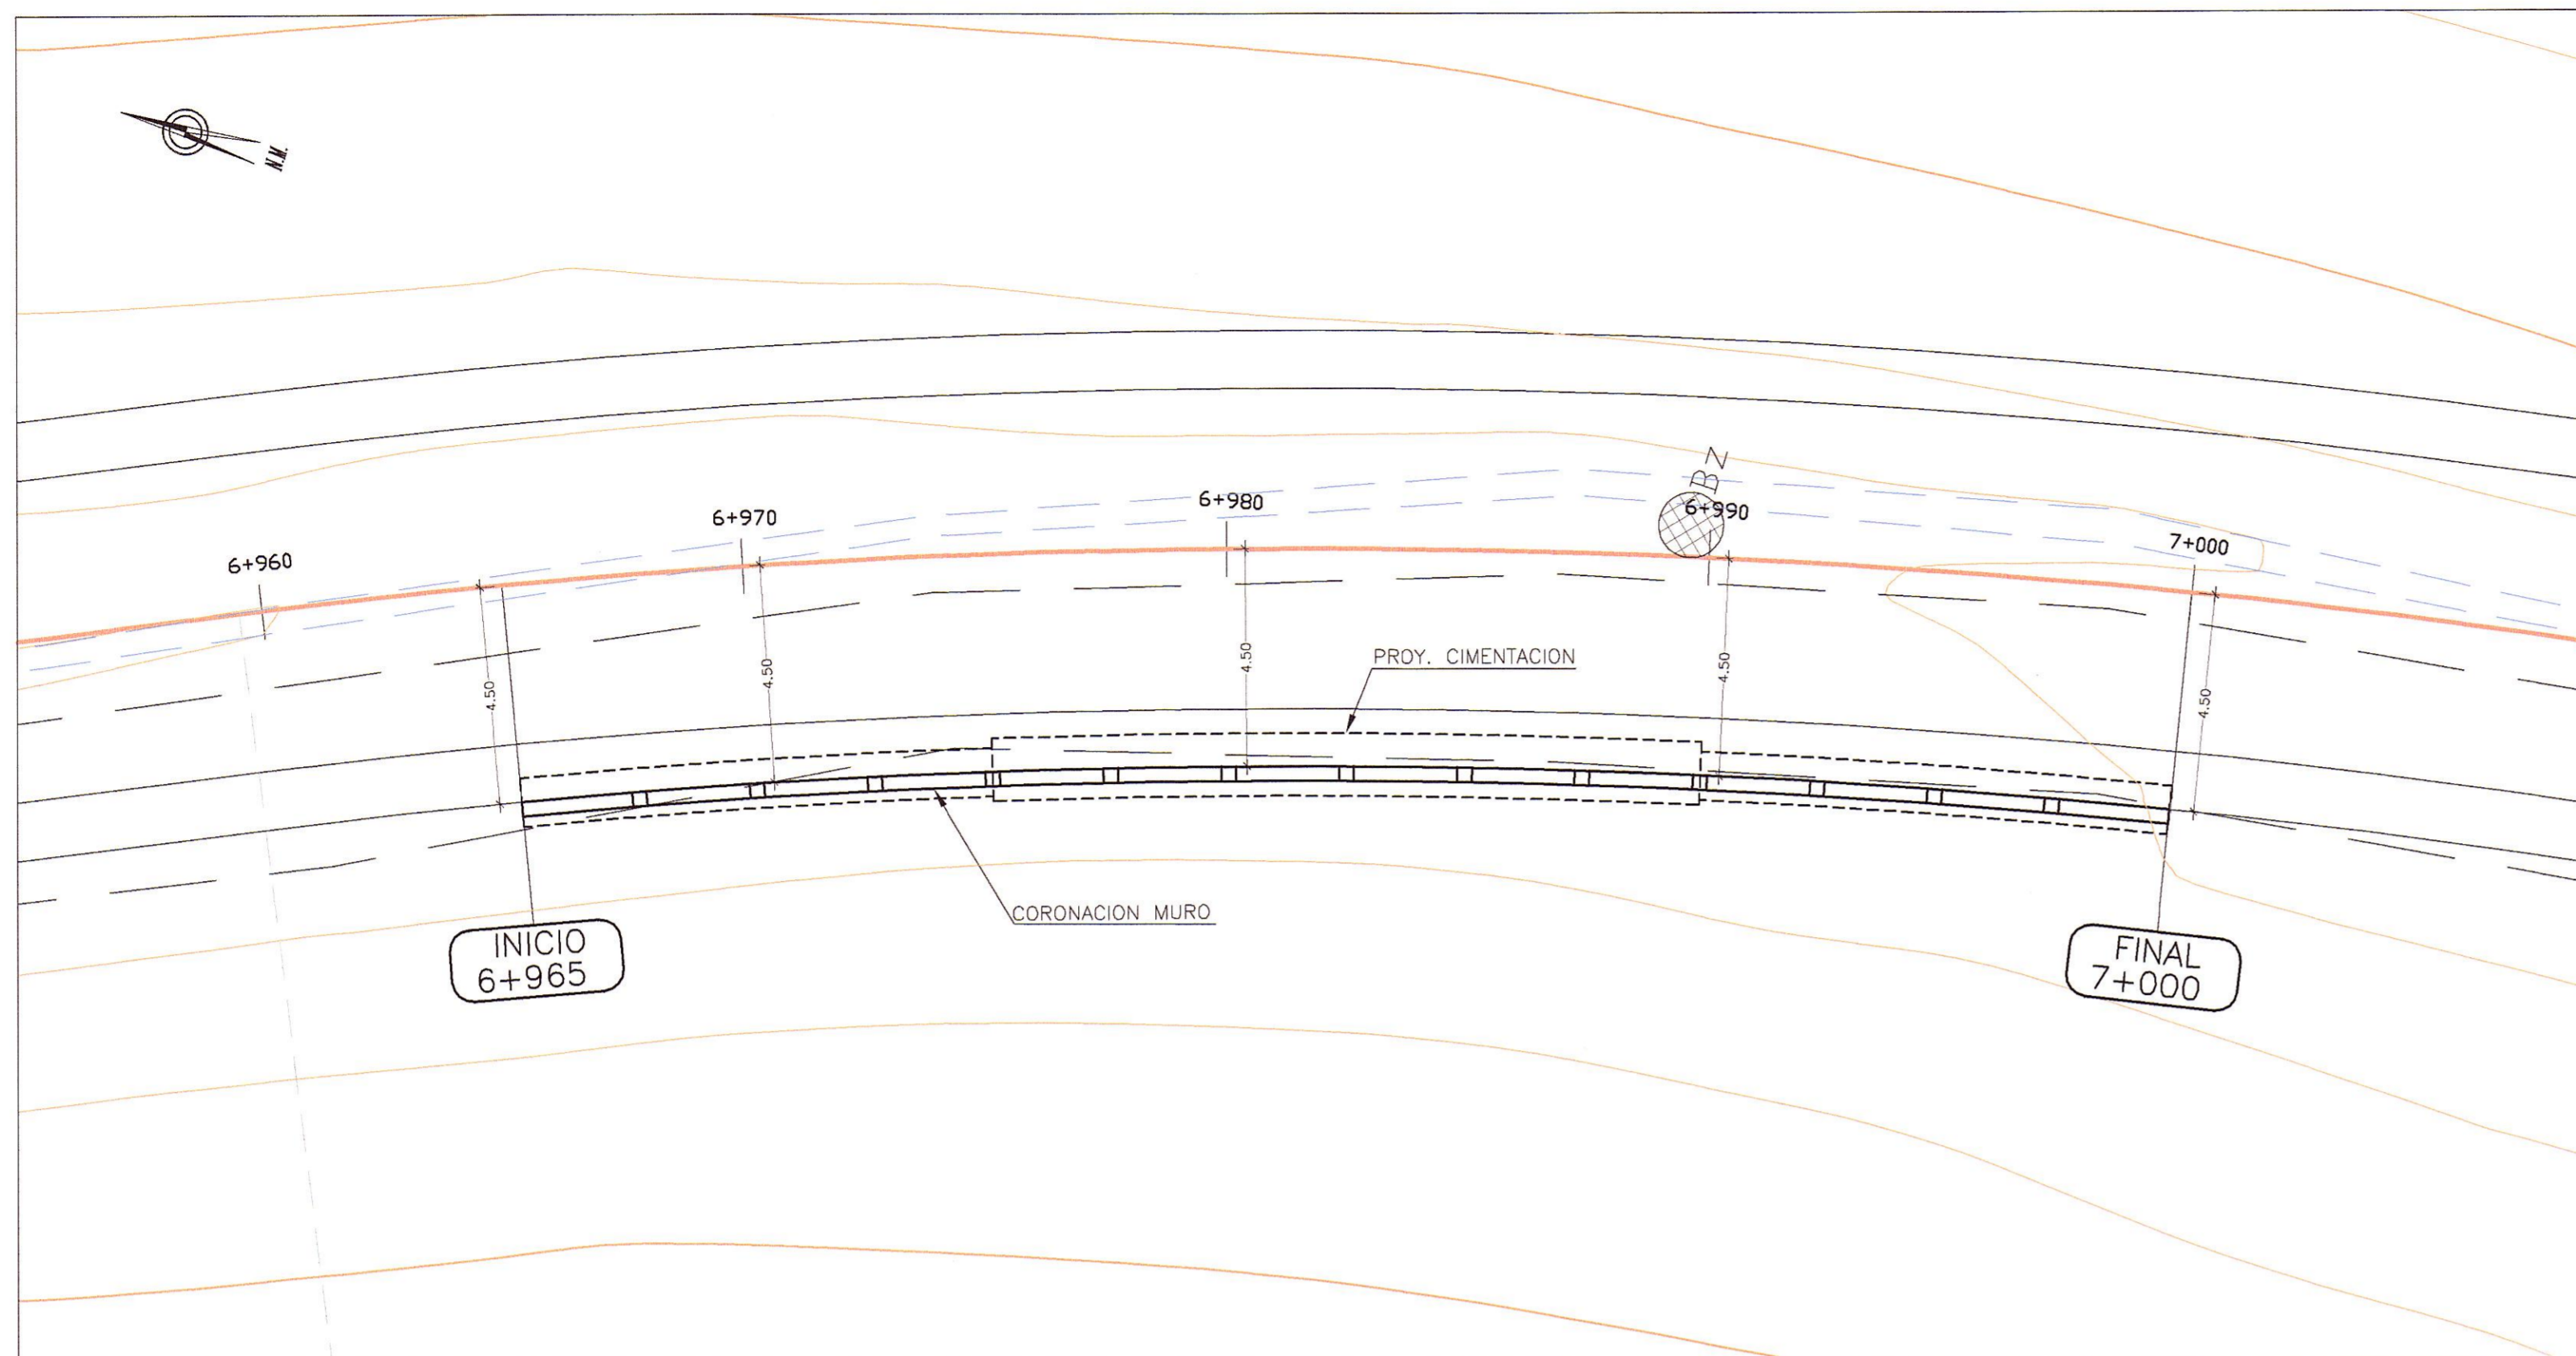 N.M.
6+960
6+970
6+980
BZ
6+990
7+000
4.50
4.50
4.50
4.50
4.50
PROY. CIMENTACION
CORONACION MURO
INICIO
6+965
FINAL
7+000